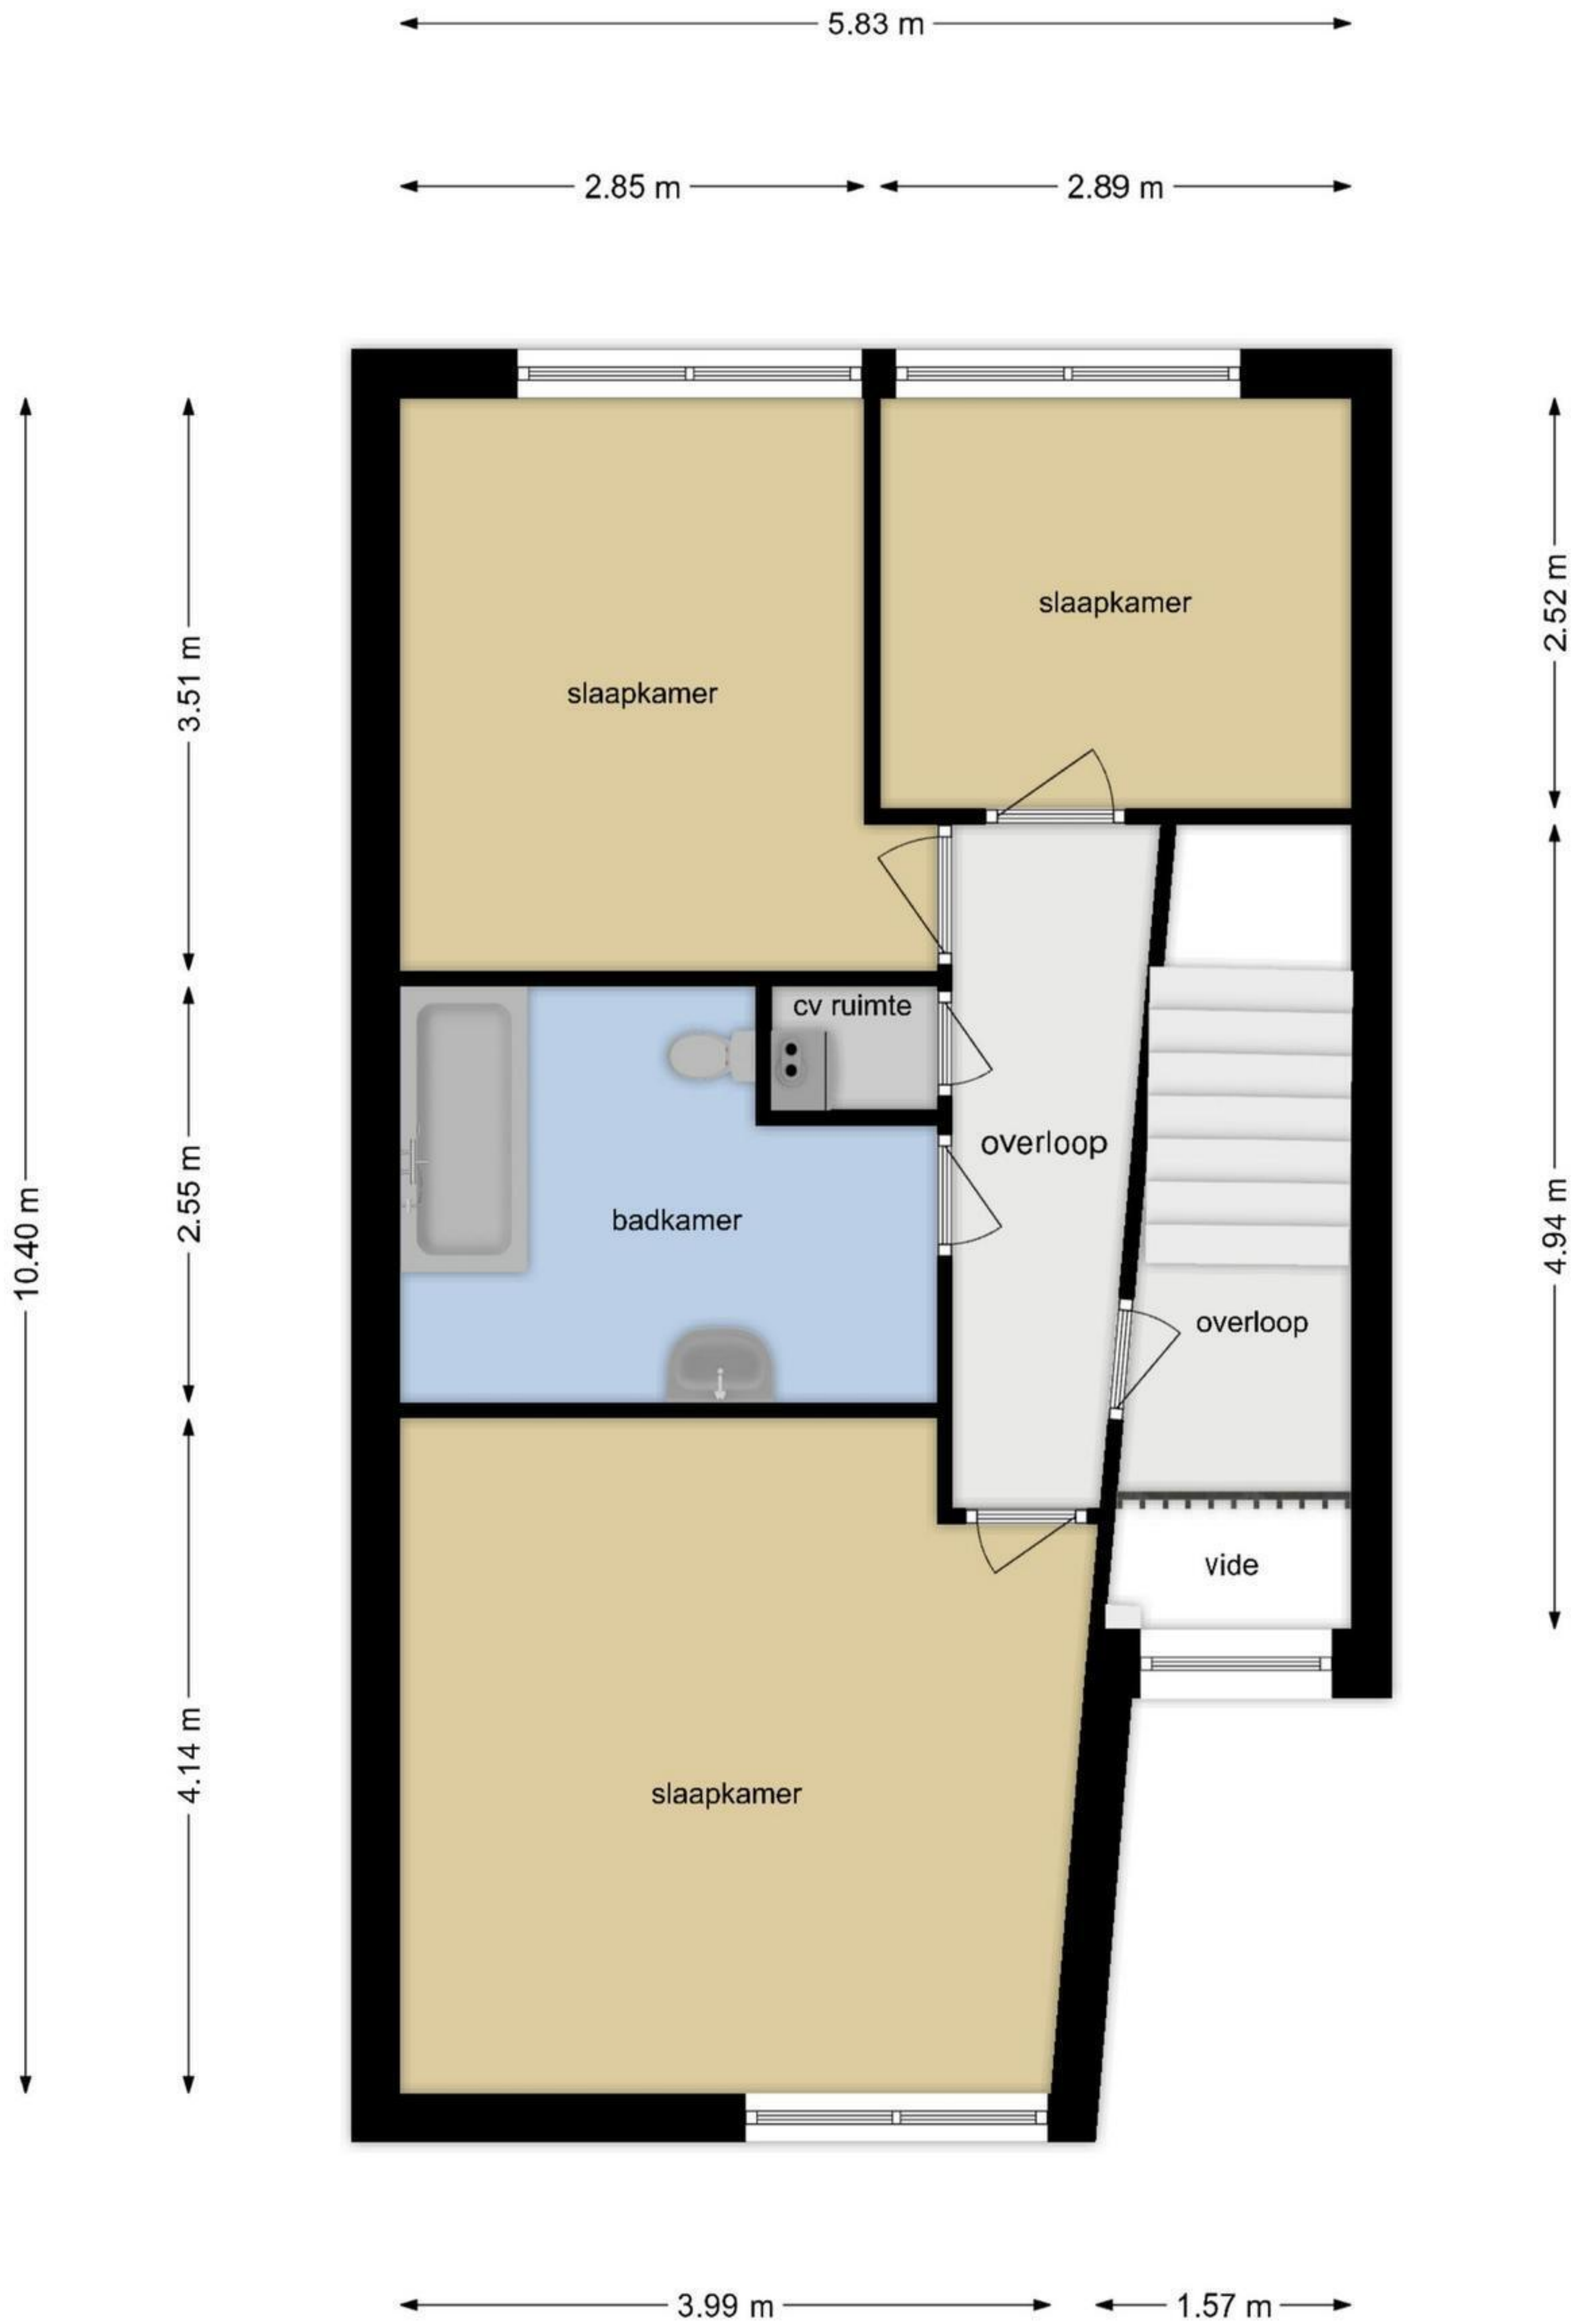 5.83 m
2.85 m
2.89 m
slaapkamer
2.52 m
3.51 m
slaapkamer
cv ruimte
overloop
badkamer
2.55 m
10.40 m
4.94 m
overloop
vide
4.14 m
slaapkamer
3.99 m
1.57 m